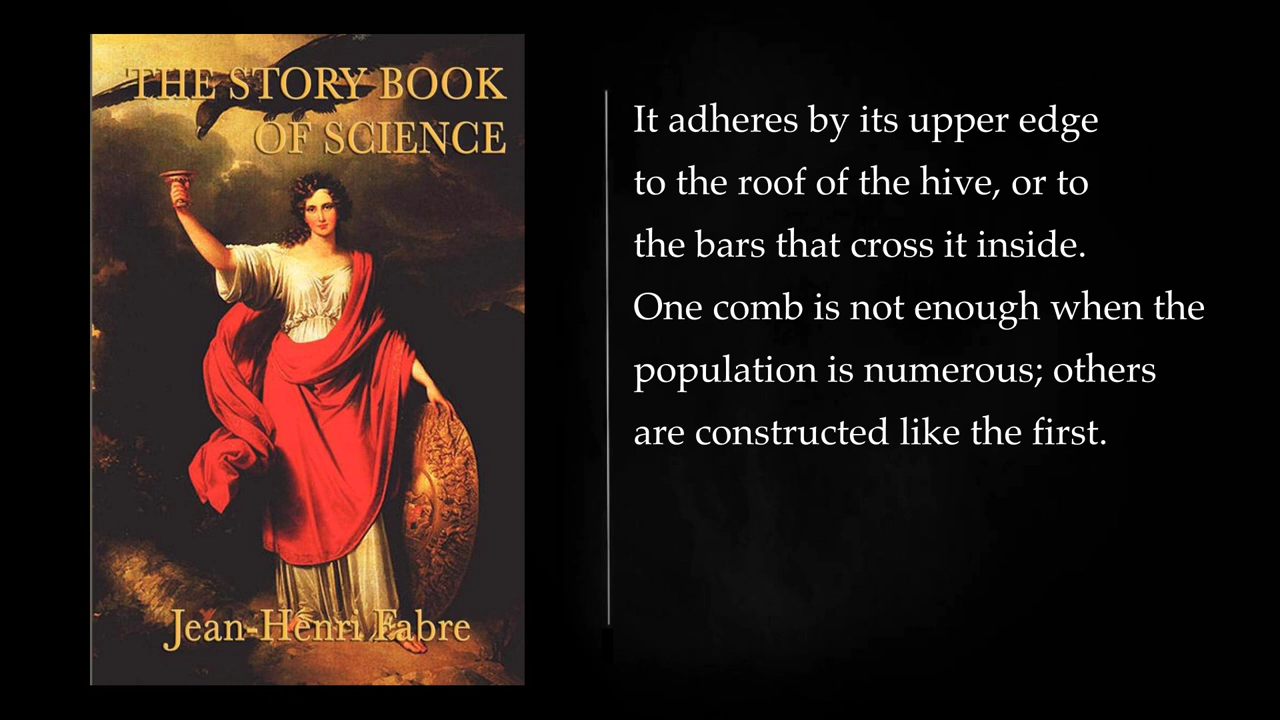 THE STORY BOOK
OF SCIENCE
Jean-Henri Fabre
It adheres by its upper edge
to the roof of the hive, or to
the bars that cross it inside.
One comb is not enough when the
population is numerous; others
are constructed like the first.